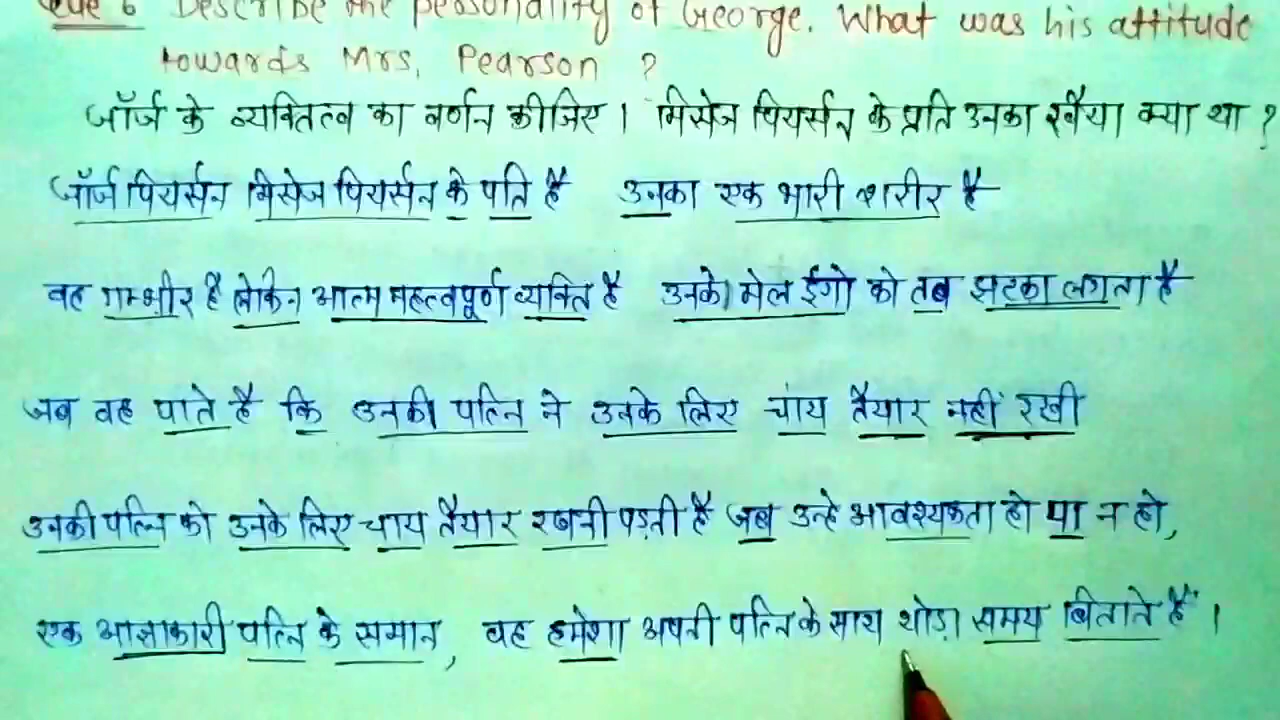 Que 6 Describe the personality of George. What was his attitude
towards Mrs. Pearson ?
जॉर्ज के व्यक्तित्व का वर्णन कीजिए । मिसेज पियर्सन के प्रति उनका रवैया क्या था ?
जॉर्ज पियर्सन मिसेज पियर्सन के पति है उनका एक भारी शरीर है
वह गम्भीर है लेकिन आत्म महत्वपूर्ण व्यक्ति है उनके मेल ईगो को तब झटका लगता है
जब वह पाते है कि उनकी पत्नि ने उनके लिए चाय तैयार नहीं रखी
उनकी पत्नि को उनके लिए चाय तैयार रखनी पड़ती है जब उन्हे आवश्यकता हो या न हो,
एक आज्ञाकारी पत्नि के समान, वह हमेशा अपनी पत्नि के साथ थोड़ा समय बिताते हैं ।